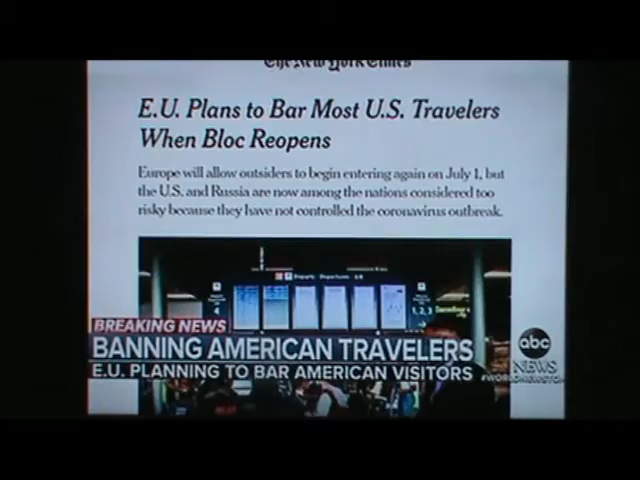 The New York Times
E.U. Plans to Bar Most U.S. Travelers
When Bloc Reopens
Europe will allow outsiders to begin entering again on July 1, but
the U.S. and Russia are now among the nations considered too
risky because they have not controlled the coronavirus outbreak.
BREAKING NEWS
BANNING AMERICAN TRAVELERS
E.U. PLANNING TO BAR AMERICAN VISITORS
abc
NEWS